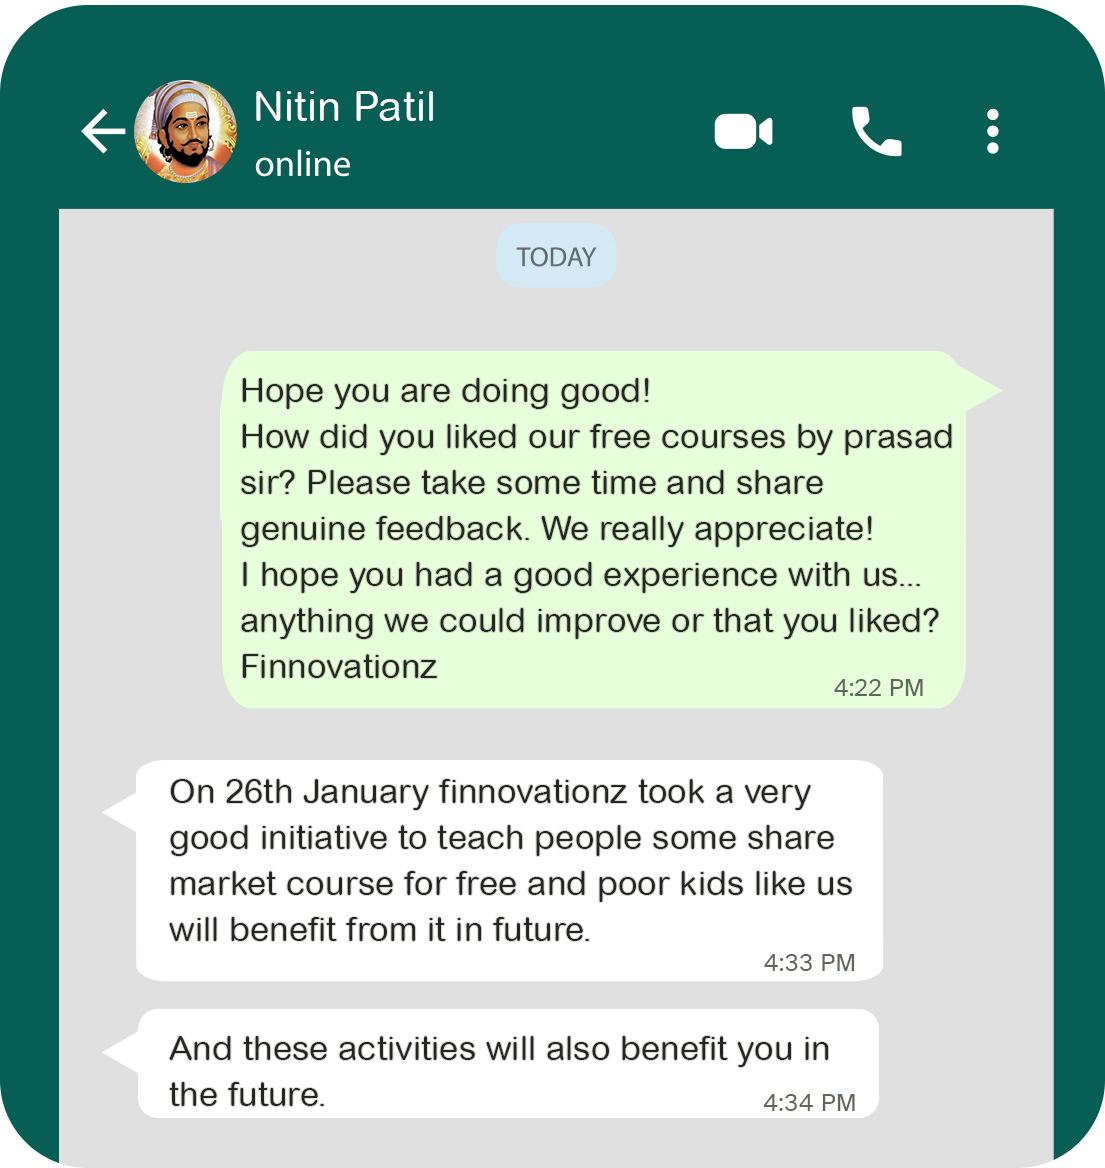 Nitin Patil
online
TODAY
Hope you are doing good!
How did you liked our free courses by prasad
sir? Please take some time and share
genuine feedback. We really appreciate!
I hope you had a good experience with us...
anything we could improve or that you liked?
Finnovationz
4:22 PM
On 26th January finnovationz took a very
good initiative to teach people some share
market course for free and poor kids like us
will benefit from it in future.
4:33 PM
And these activities will also benefit you in
the future.
4:34 PM